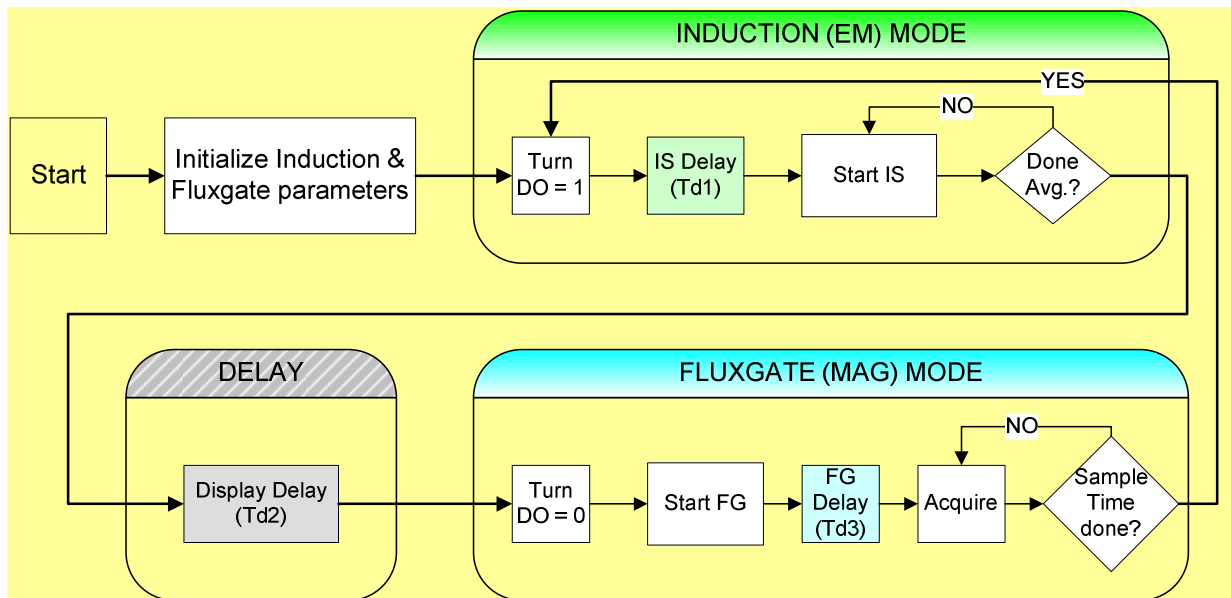 INDUCTION (EM) MODE
YES
NO
Start
Initialize Induction &
Fluxgate parameters
Turn
DO = 1
IS Delay
(Td1)
Start IS
Done
Avg.?
DELAY
Display Delay
(Td2)
FLUXGATE (MAG) MODE
NO
Turn
DO = 0
Start FG
FG
Delay
(Td3)
Acquire
Sample
Time
done?